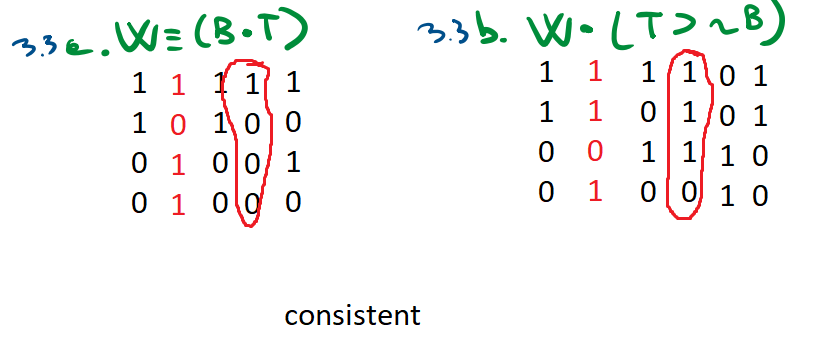 3.3 a. W≡(B·T) 3.3 b. W·(T⊃~B)
1 1 1 1 1 1 1 1 1 0 1
1 0 1 0 0 1 1 0 1 0 1
0 1 0 0 1 0 0 1 1 1 0
0 1 0 0 0 0 1 0 0 1 0
consistent